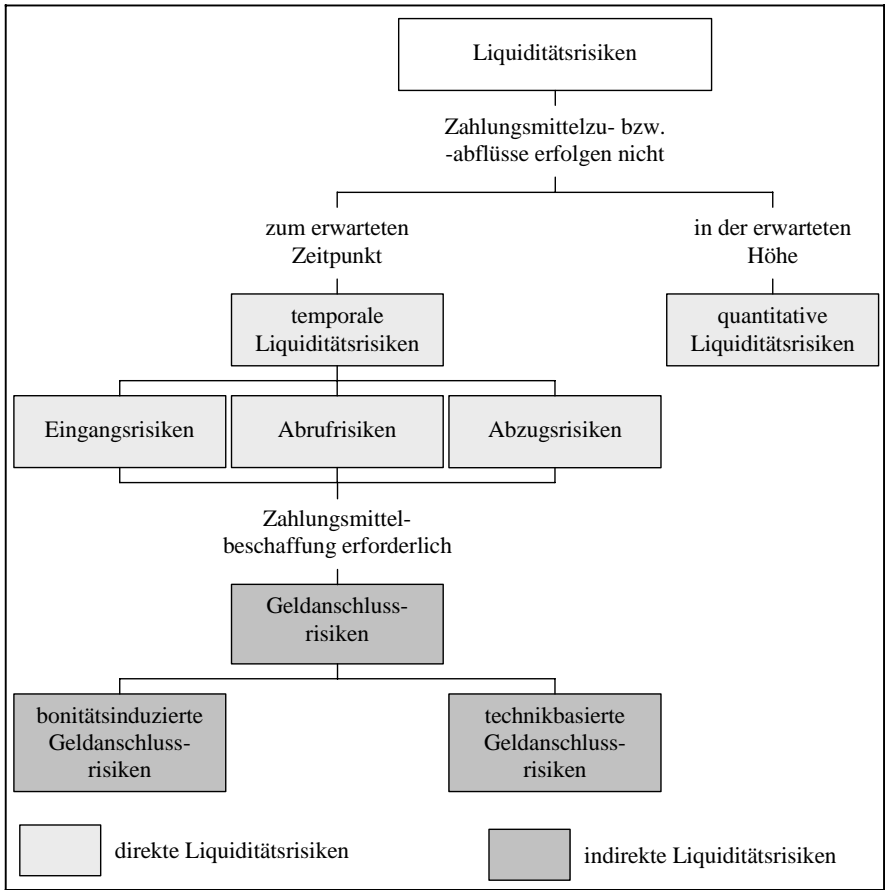 Liquiditätsrisiken
Zahlungsmittelzu- bzw.
-abflüsse erfolgen nicht
zum erwarteten
Zeitpunkt
in der erwarteten
Höhe
temporale
Liquiditätsrisiken
quantitative
Liquiditätsrisiken
Eingangsrisiken
Abrufrisiken
Abzugsrisiken
Zahlungsmittel-
beschaffung erforderlich
Geldanschluss-
risiken
bonitätsinduzierte
Geldanschluss-
risiken
technikbasierte
Geldanschluss-
risiken
direkte Liquiditätsrisiken
indirekte Liquiditätsrisiken